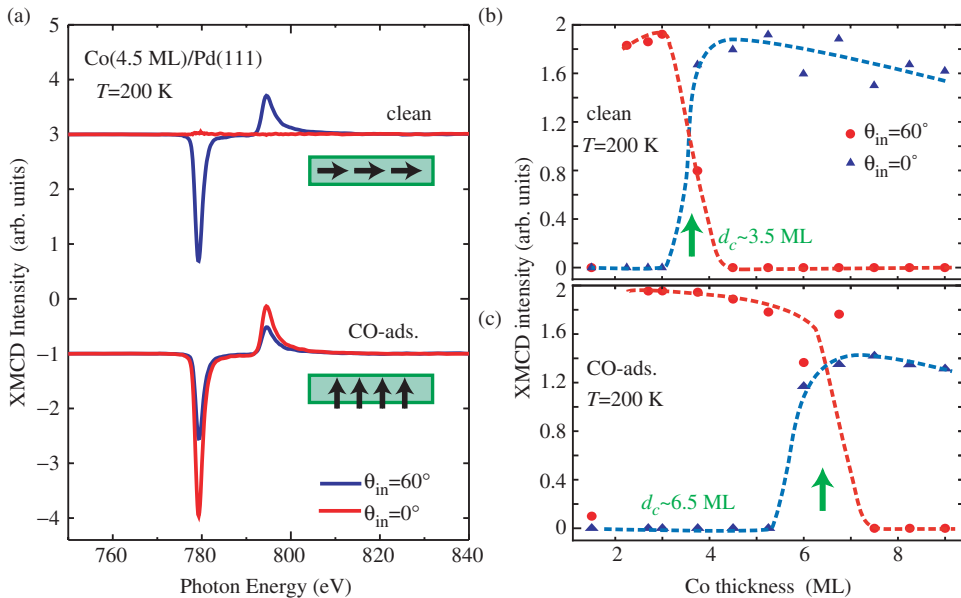 (a)
Co(4.5 ML)/Pd(111)
T=200 K
clean
CO-ads.
θin=60°
θin=0°
5
4
3
2
1
0
−1
−2
−3
−4
XMCD Intensity (arb. units)
760
780
800
820
840
Photon Energy (eV)
(b)
2
1.6
1.2
0.8
0.4
0
clean
T=200 K
θin=60°
θin=0°
dc~3.5 ML
XMCD intensity (arb. units)
(c)
2
1.6
1.2
0.8
0.4
0
CO-ads.
T=200 K
dc~6.5 ML
2
4
6
8
Co thickness (ML)